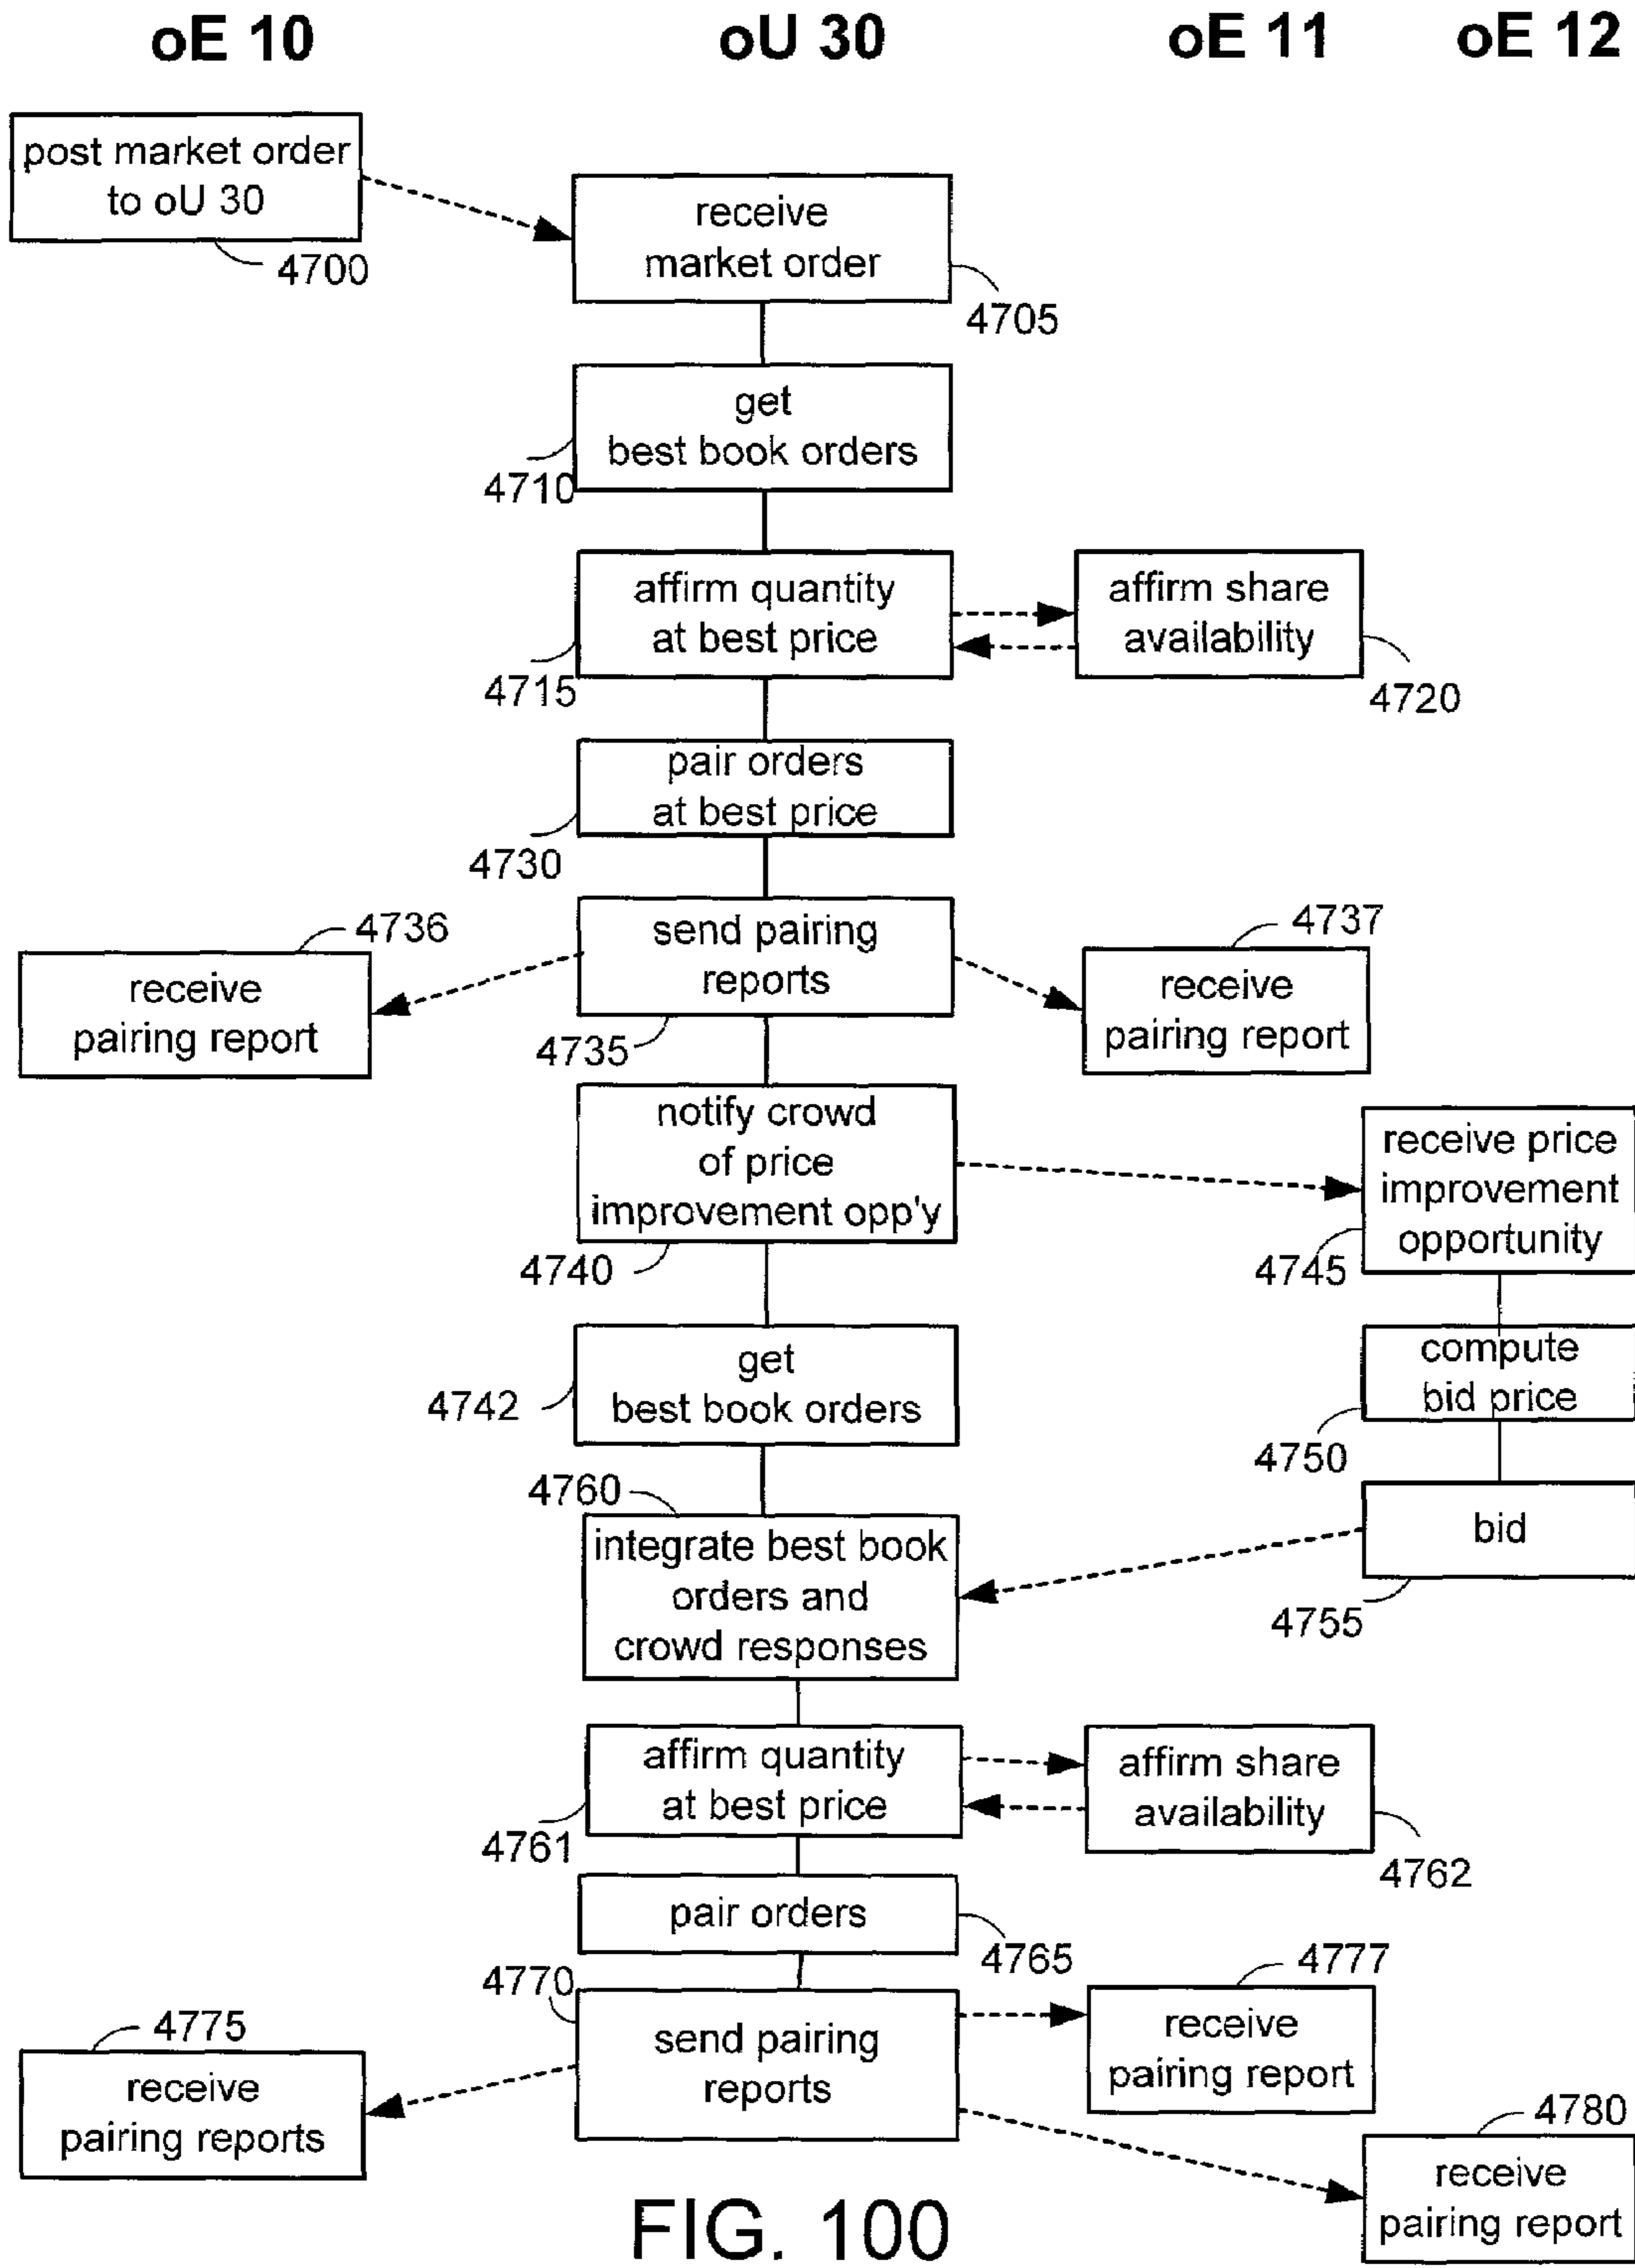 oE 10
oU 30
oE 11
oE 12
post market order
to oU 30
4700
receive
market order
4705
get
best book orders
4710
affirm quantity
at best price
4715
affirm share
availability
4720
pair orders
at best price
4730
send pairing
reports
4735
4736
receive
pairing report
4737
receive
pairing report
notify crowd
of price
improvement opp'y
4740
receive price
improvement
opportunity
4745
get
best book orders
4742
compute
bid price
4750
bid
4755
4760
integrate best book
orders and
crowd responses
affirm quantity
at best price
4761
affirm share
availability
4762
pair orders
4765
4770
send pairing
reports
4777
receive
pairing report
4775
receive
pairing reports
4780
receive
pairing report
FIG. 100